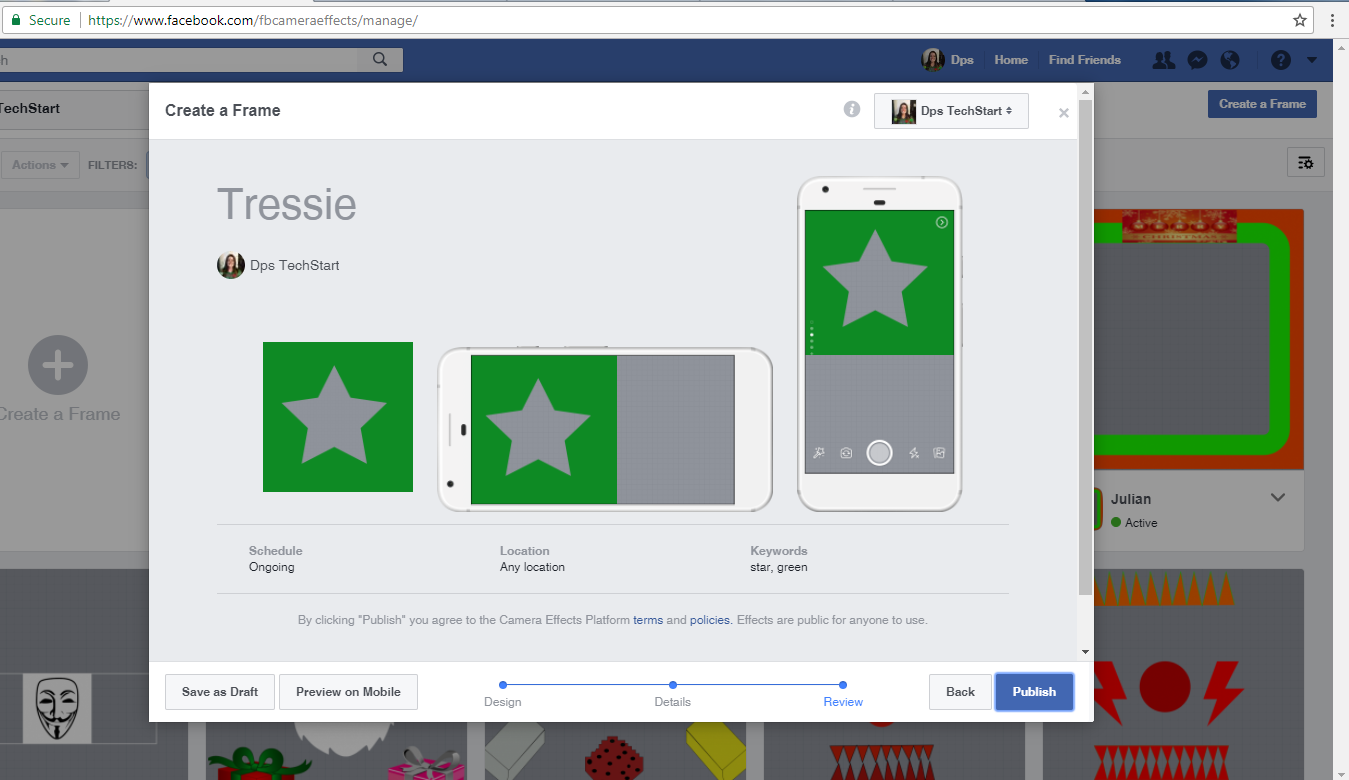 Secure https://www.facebook.com/fbcameraeffects/manage/
h
Dps Home Find Friends
TechStart
Create a Frame
Dps TechStart
Create a Frame
Actions
FILTERS:
Tressie
Dps TechStart
CHRISTMAS
Create a Frame
Julian
Active
Schedule
Ongoing
Location
Any location
Keywords
star, green
By clicking "Publish" you agree to the Camera Effects Platform terms and policies. Effects are public for anyone to use.
Save as Draft
Preview on Mobile
Design
Details
Review
Back
Publish